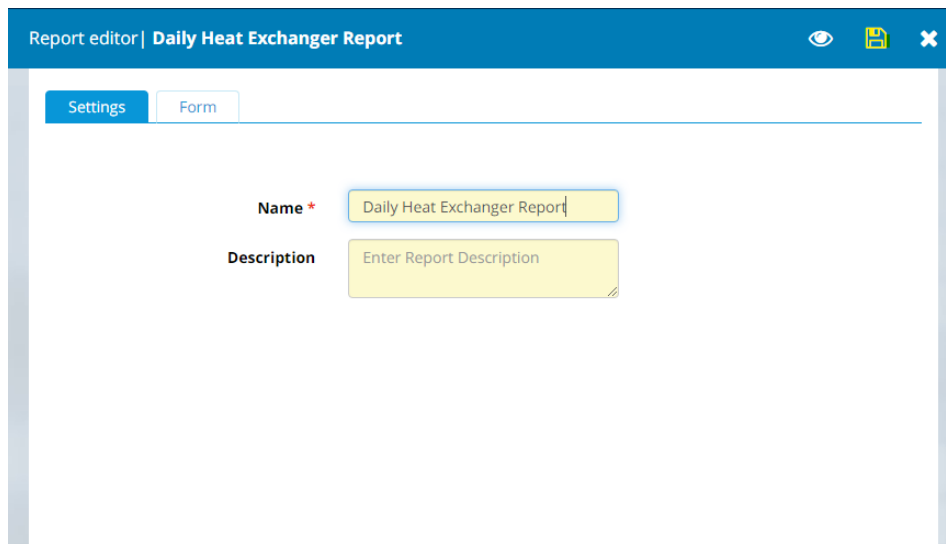 Report editor| Daily Heat Exchanger Report
Settings
Form
Name *
Daily Heat Exchanger Report
Description
Enter Report Description